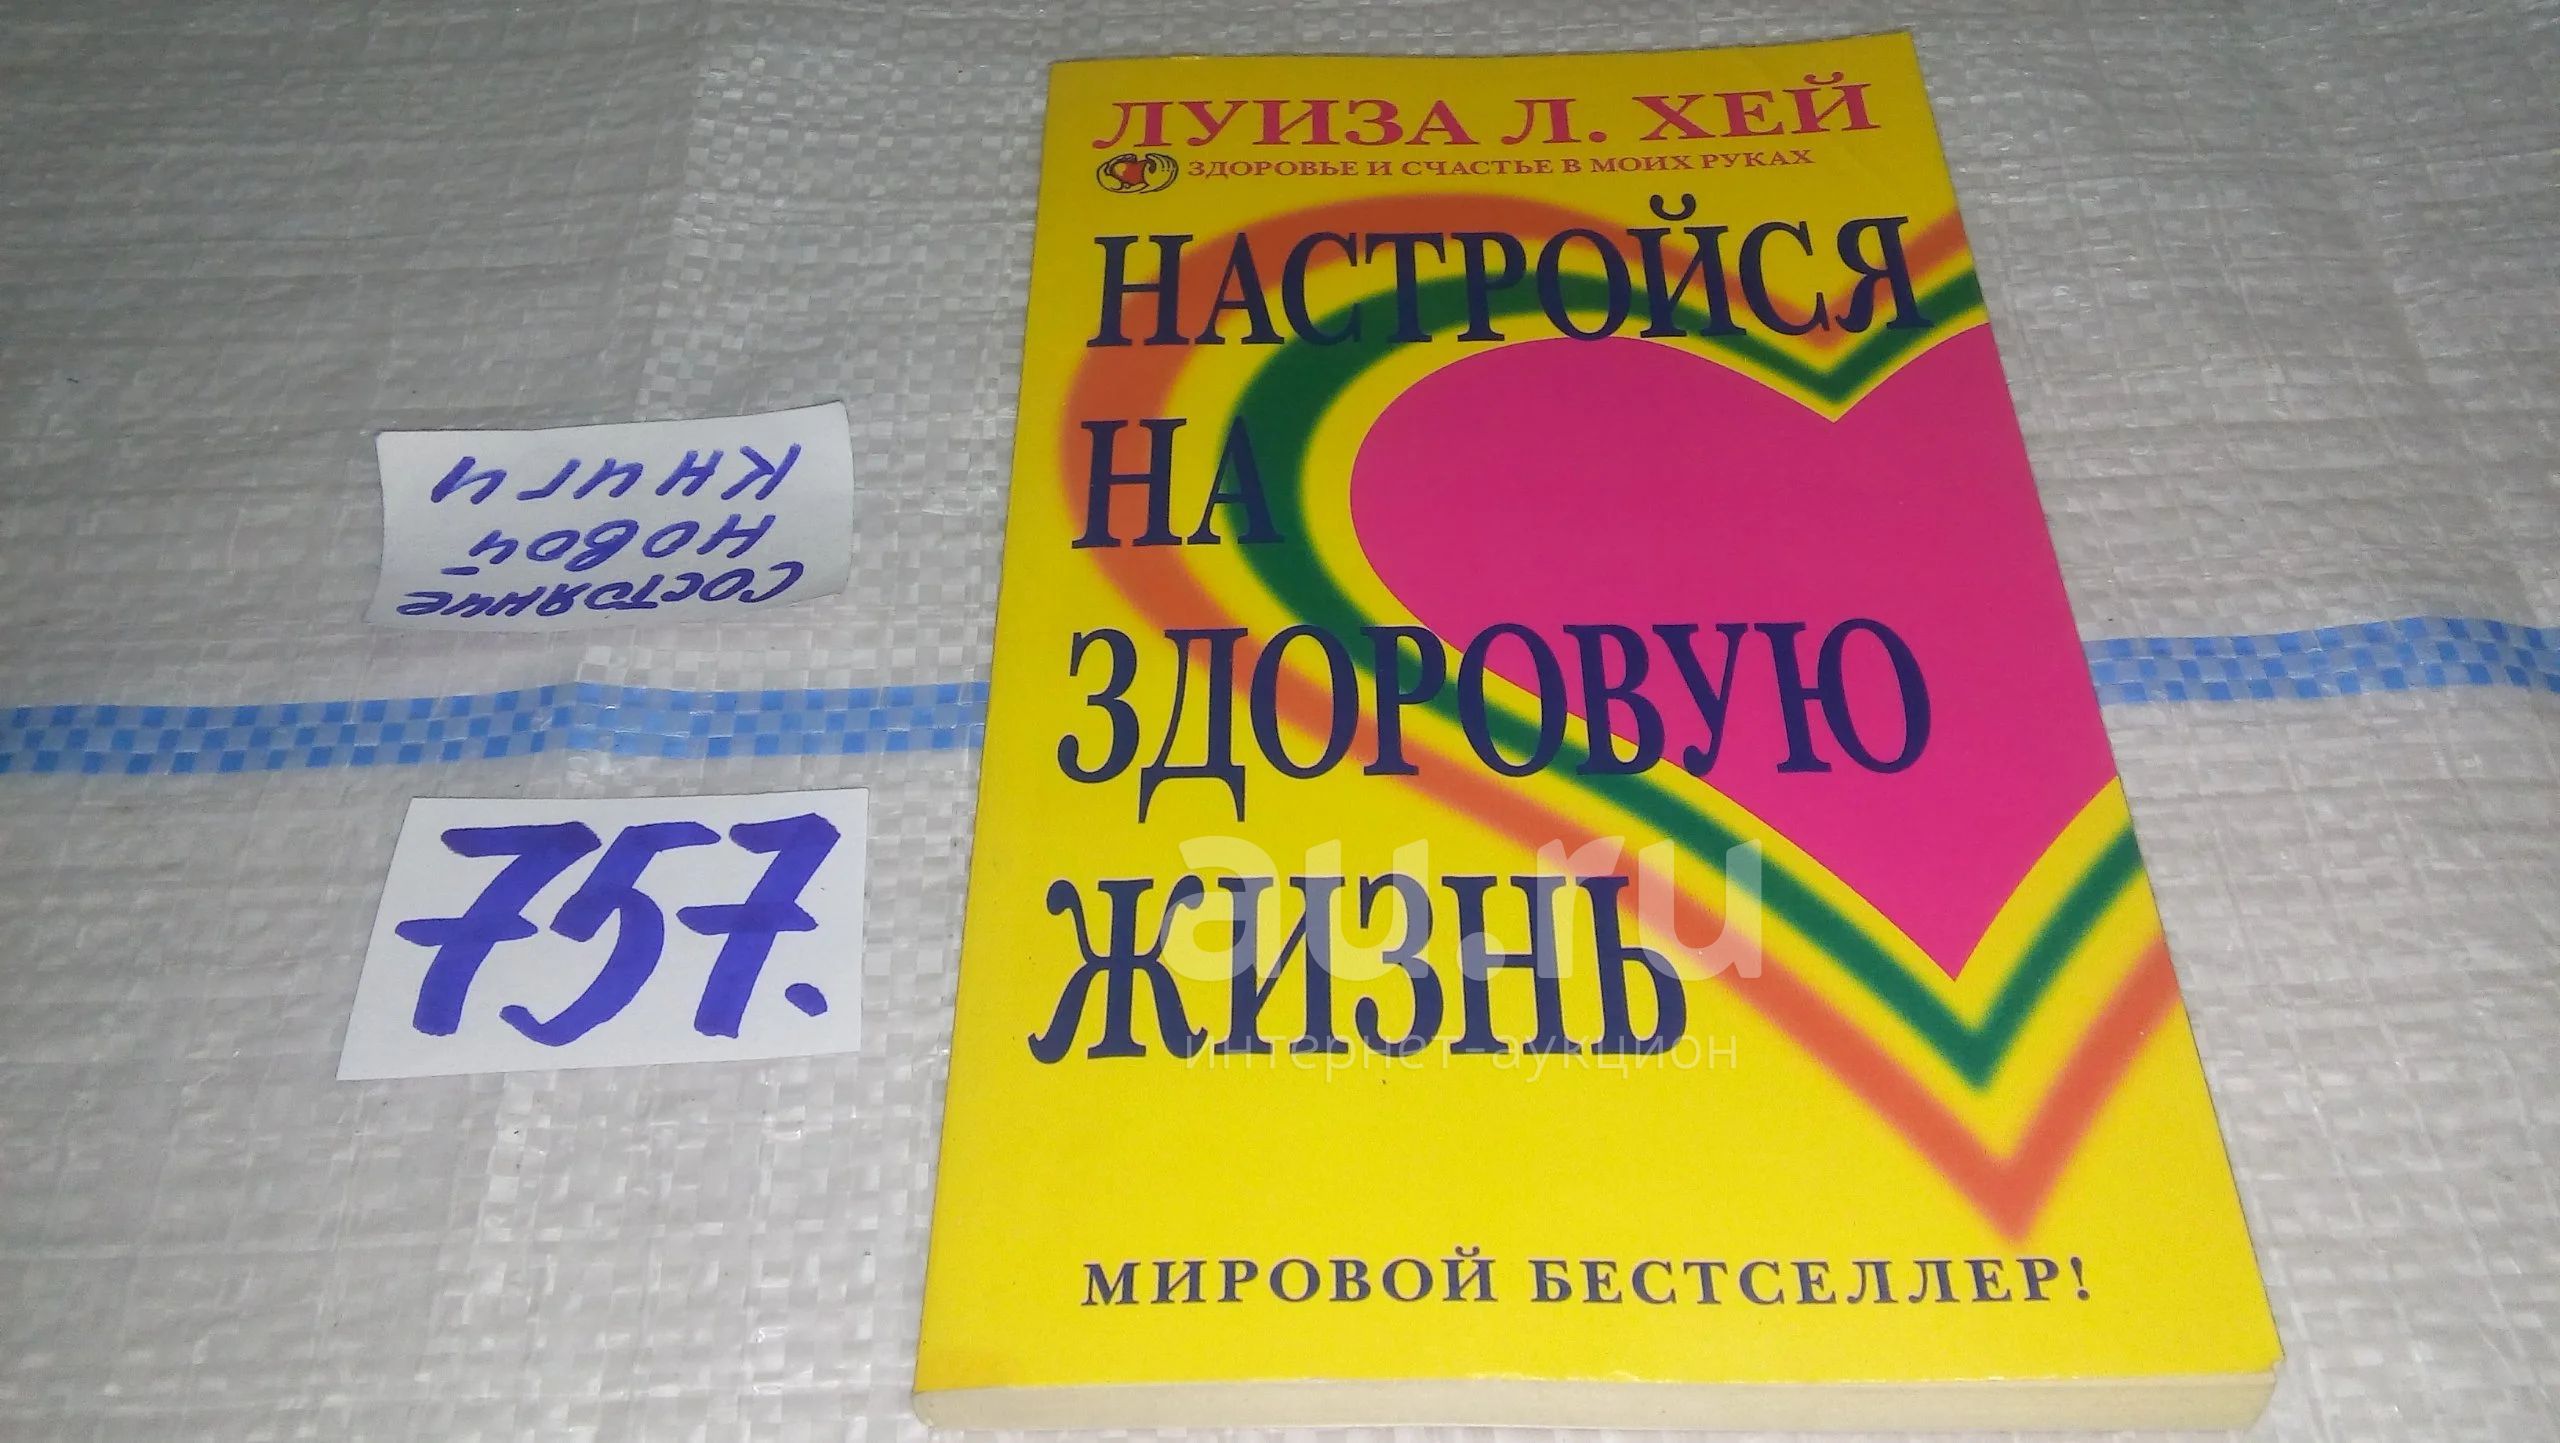 ЛУИЗА Л. ХЕЙ
ЗДОРОВЬЕ И СЧАСТЬЕ В МОИХ РУКАХ
НАСТРОЙСЯ
НА
ЗДОРОВУЮ
ЖИЗНЬ
МИРОВОЙ БЕСТСЕЛЛЕР!
состояние
новой
книги
757.
au.ru
интернет-аукцион